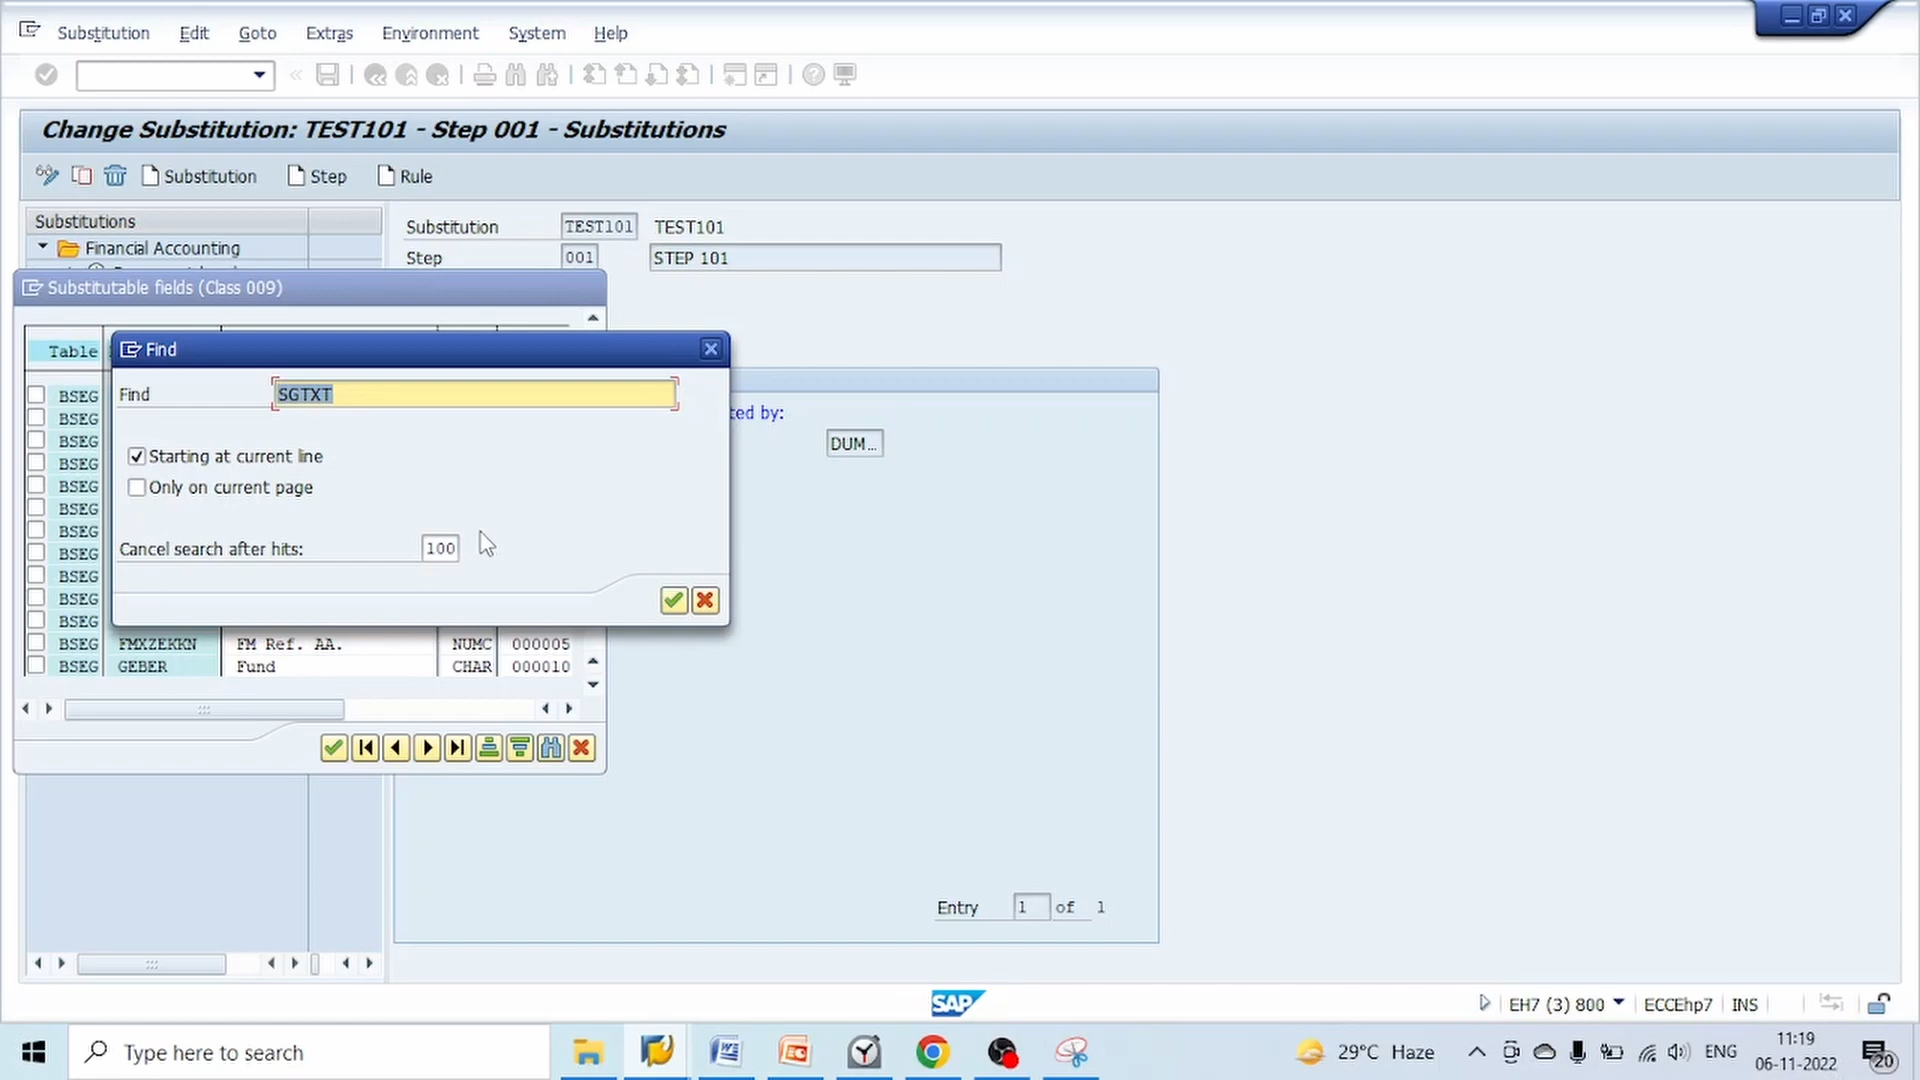 Substitution Edit Goto Extras Environment System Help
Change Substitution: TEST101 - Step 001 - Substitutions
Substitution Step Rule
Substitutions
Financial Accounting
Substitution TEST101 TEST101
Step 001 STEP 101
Substitutable fields (Class 009)
Table
Find
Find SGTXT
Starting at current line
Only on current page
Cancel search after hits: 100
ted by:
DUM...
BSEG
BSEG
BSEG
BSEG
BSEG
BSEG
BSEG
BSEG
BSEG
BSEG
BSEG
BSEG FMXZEKKN FM Ref. AA. NUMC 000005
BSEG GEBER Fund CHAR 000010
Entry 1 of 1
SAP
EH7 (3) 800 ECCEhp7 INS
Type here to search
29°C Haze
ENG
11:19
06-11-2022
20